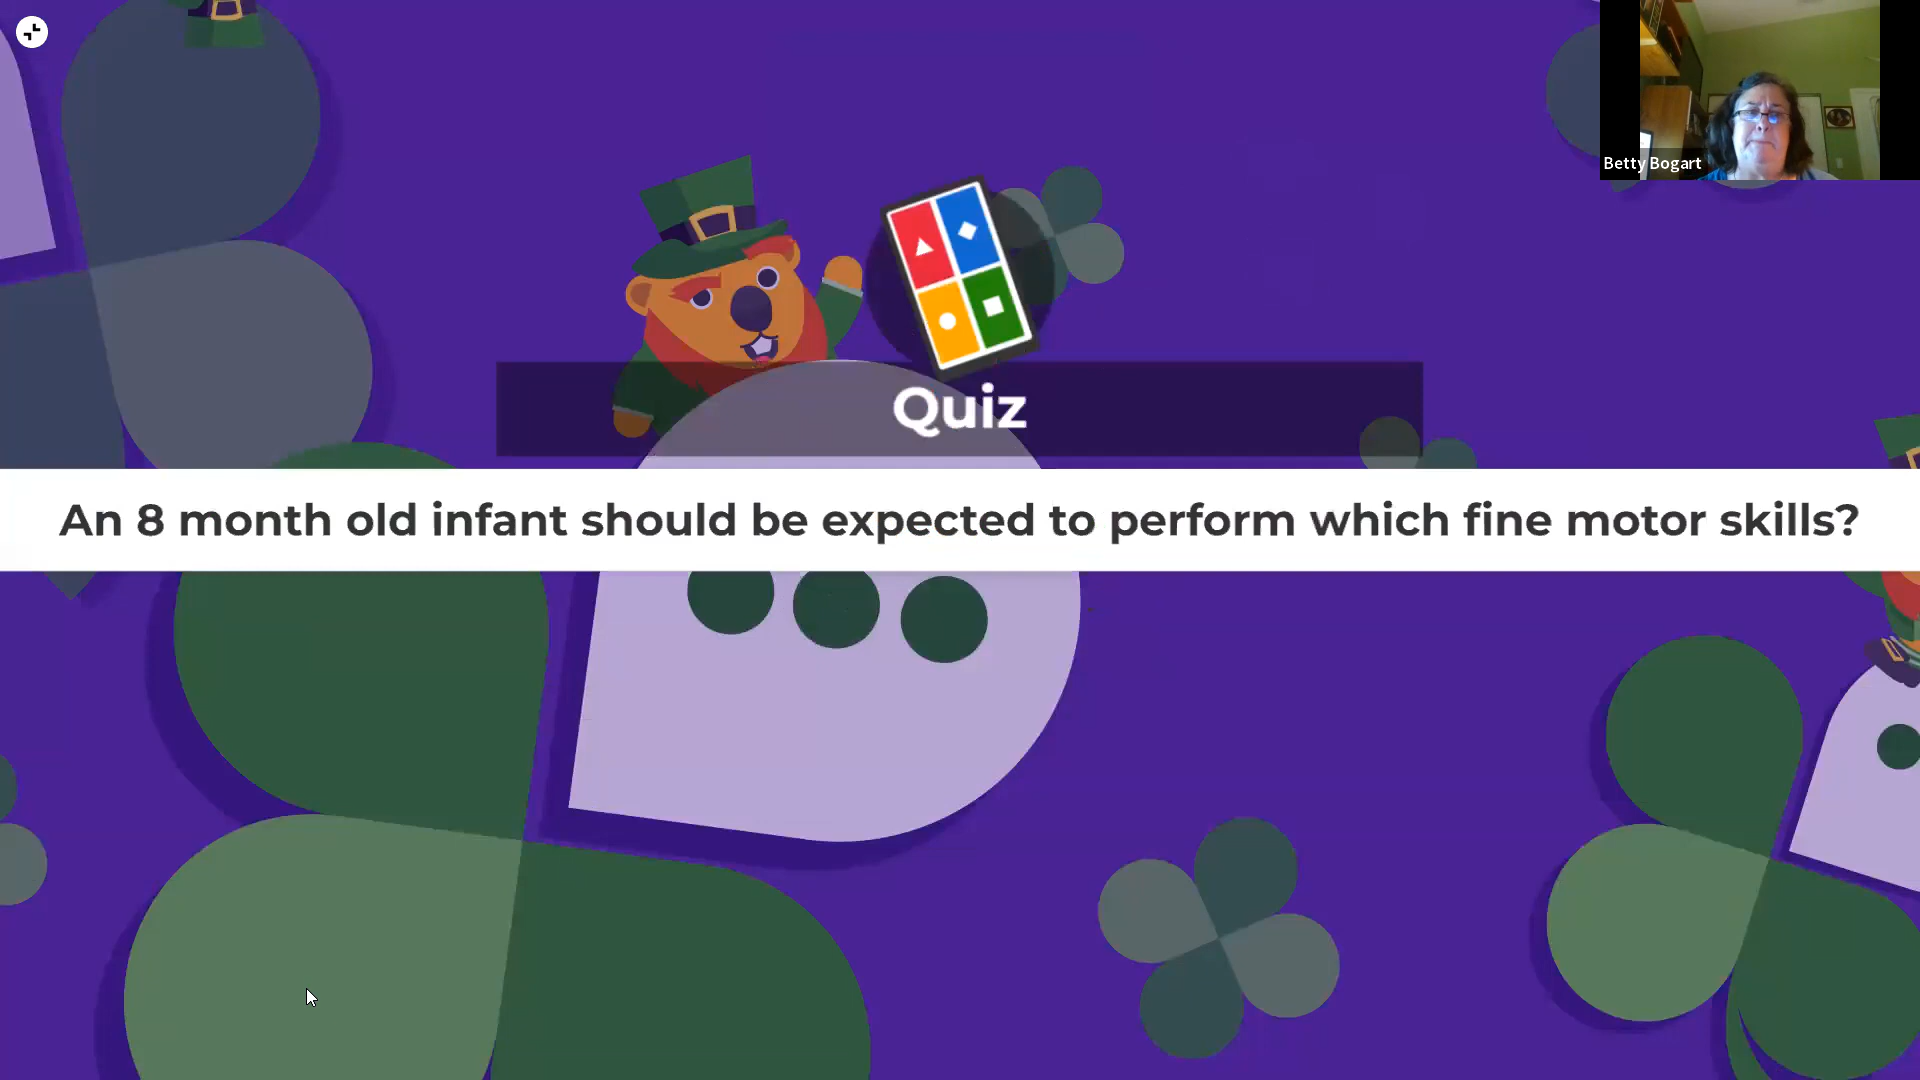 Betty Bogart
Quiz
An 8 month old infant should be expected to perform which fine motor skills?